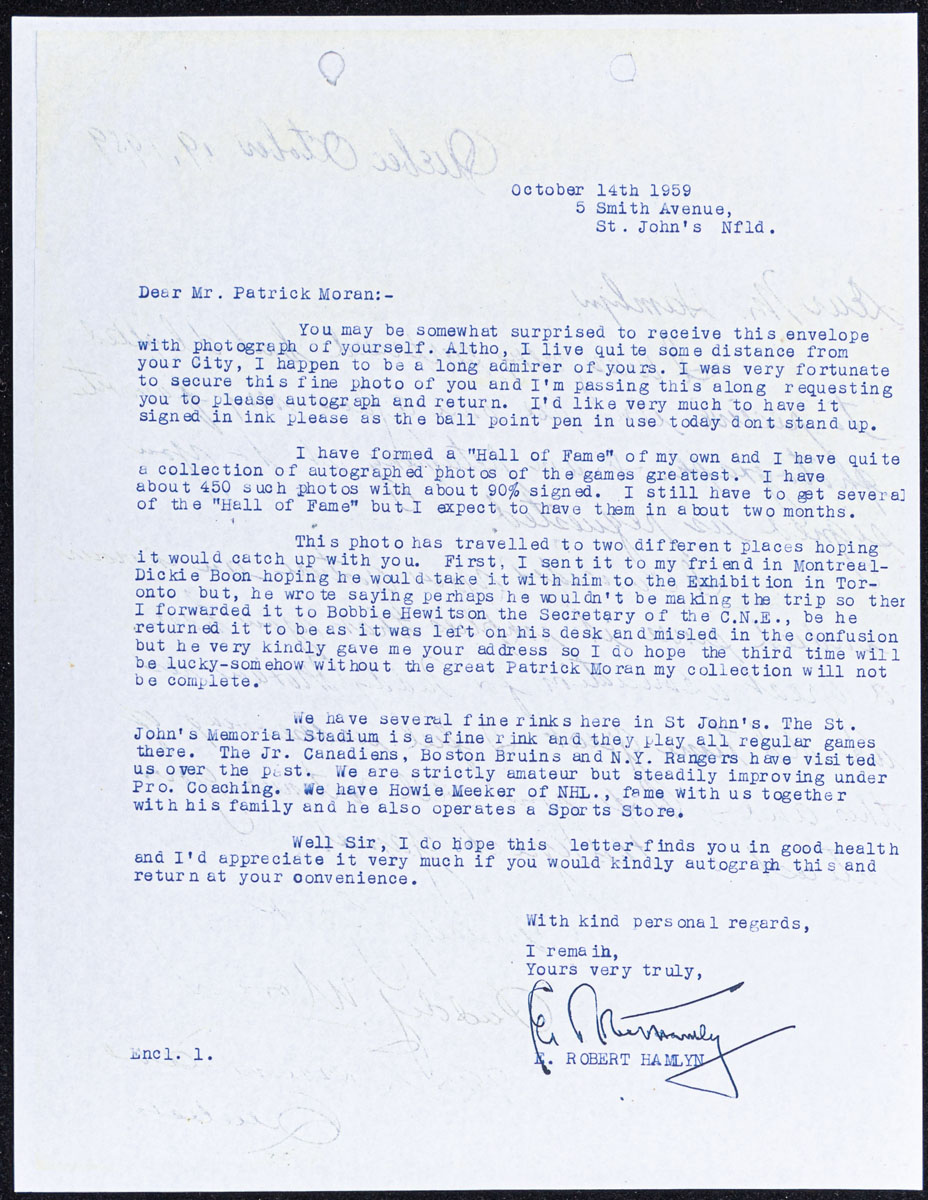 October 14th 1959
5 Smith Avenue,
St. John's Nfld.
Dear Mr. Patrick Moran:-
You may be somewhat surprised to receive this envelope
with photograph of yourself. Altho, I live quite some distance from
your City, I happen to be a long admirer of yours. I was very fortunate
to secure this fine photo of you and I'm passing this along requesting
you to please autograph and return. I'd like very much to have it
signed in ink please as the ball point pen in use today dont stand up.
I have formed a "Hall of Fame" of my own and I have quite
a collection of autographed photos of the games greatest. I have
about 450 such photos with about 90% signed. I still have to get several
of the "Hall of Fame" but I expect to have them in about two months.
This photo has travelled to two different places hoping
it would catch up with you. First, I sent it to my friend in Montreal-
Dickie Boon hoping he would take it with him to the Exhibition in Tor-
onto but, he wrote saying perhaps he wouldn't be making the trip so then
I forwarded it to Bobbie Hewitson the Secretary of the C.N.E., be he
returned it to be as it was left on his desk and misled in the confusion
but he very kindly gave me your address so I do hope the third time will
be lucky-somehow without the great Patrick Moran my collection will not
be complete.
We have several fine rinks here in St John's. The St.
John's Memorial Stadium is a fine rink and they play all regular games
there. The Jr. Canadiens, Boston Bruins and N.Y. Rangers have visited
us over the past. We are strictly amateur but steadily improving under
Pro. Coaching. We have Howie Meeker of NHL., fame with us together
with his family and he also operates a Sports Store.
Well Sir, I do hope this letter finds you in good health
and I'd appreciate it very much if you would kindly autograph this and
return at your convenience.
With kind personal regards,
I remain,
Yours very truly,
E. Robt Hamlyn
E. ROBERT HAMLYN
Encl. 1.
Quebec October 19, 1959
Dear Mr. Hamlyn